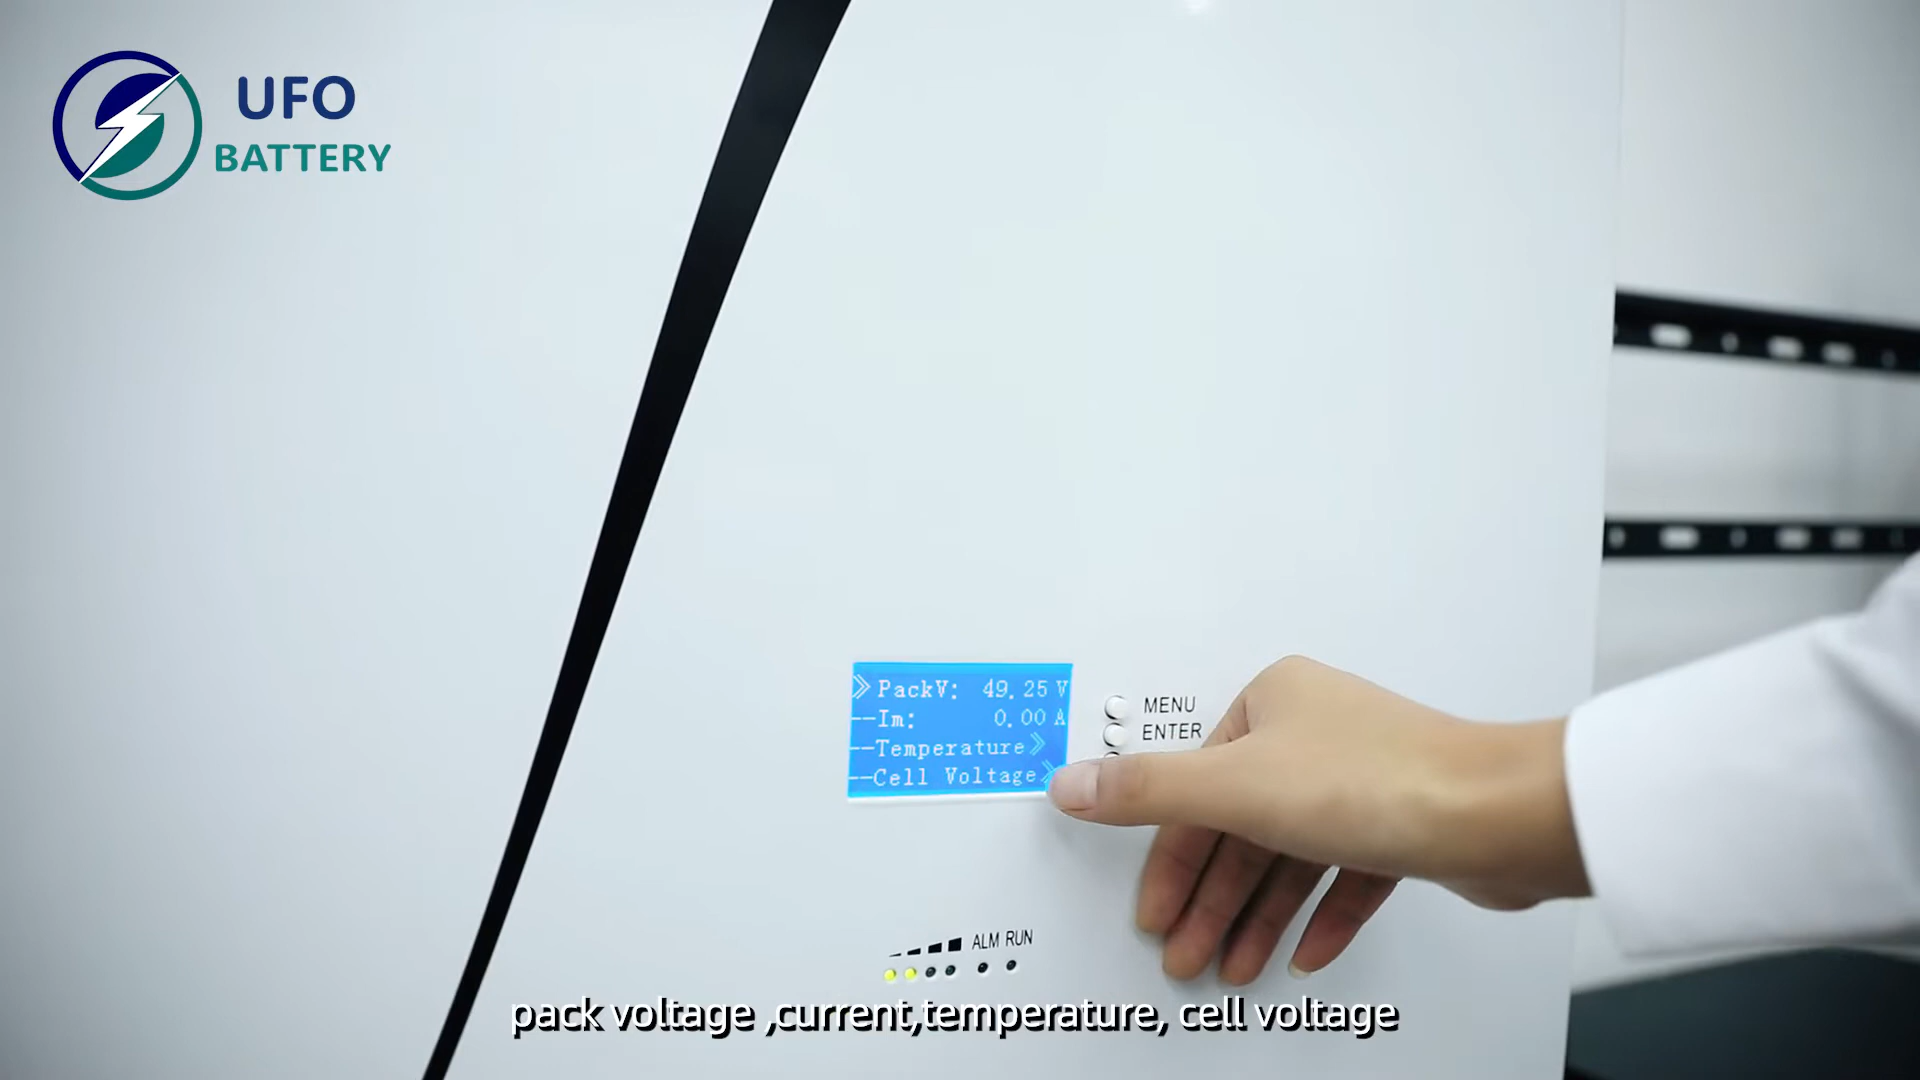 UFO
BATTERY
PackV: 49.25 V
--Im: 0.00 A
--Temperature
--Cell Voltage
MENU
ENTER
ALM RUN
pack voltage ,current,temperature, cell voltage